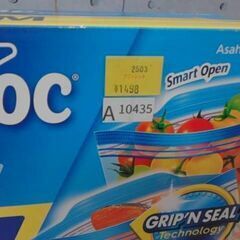 OC®
Asah
2503
¥1498
Smart Open
A 10435
GRIP'N SEAL
Technology